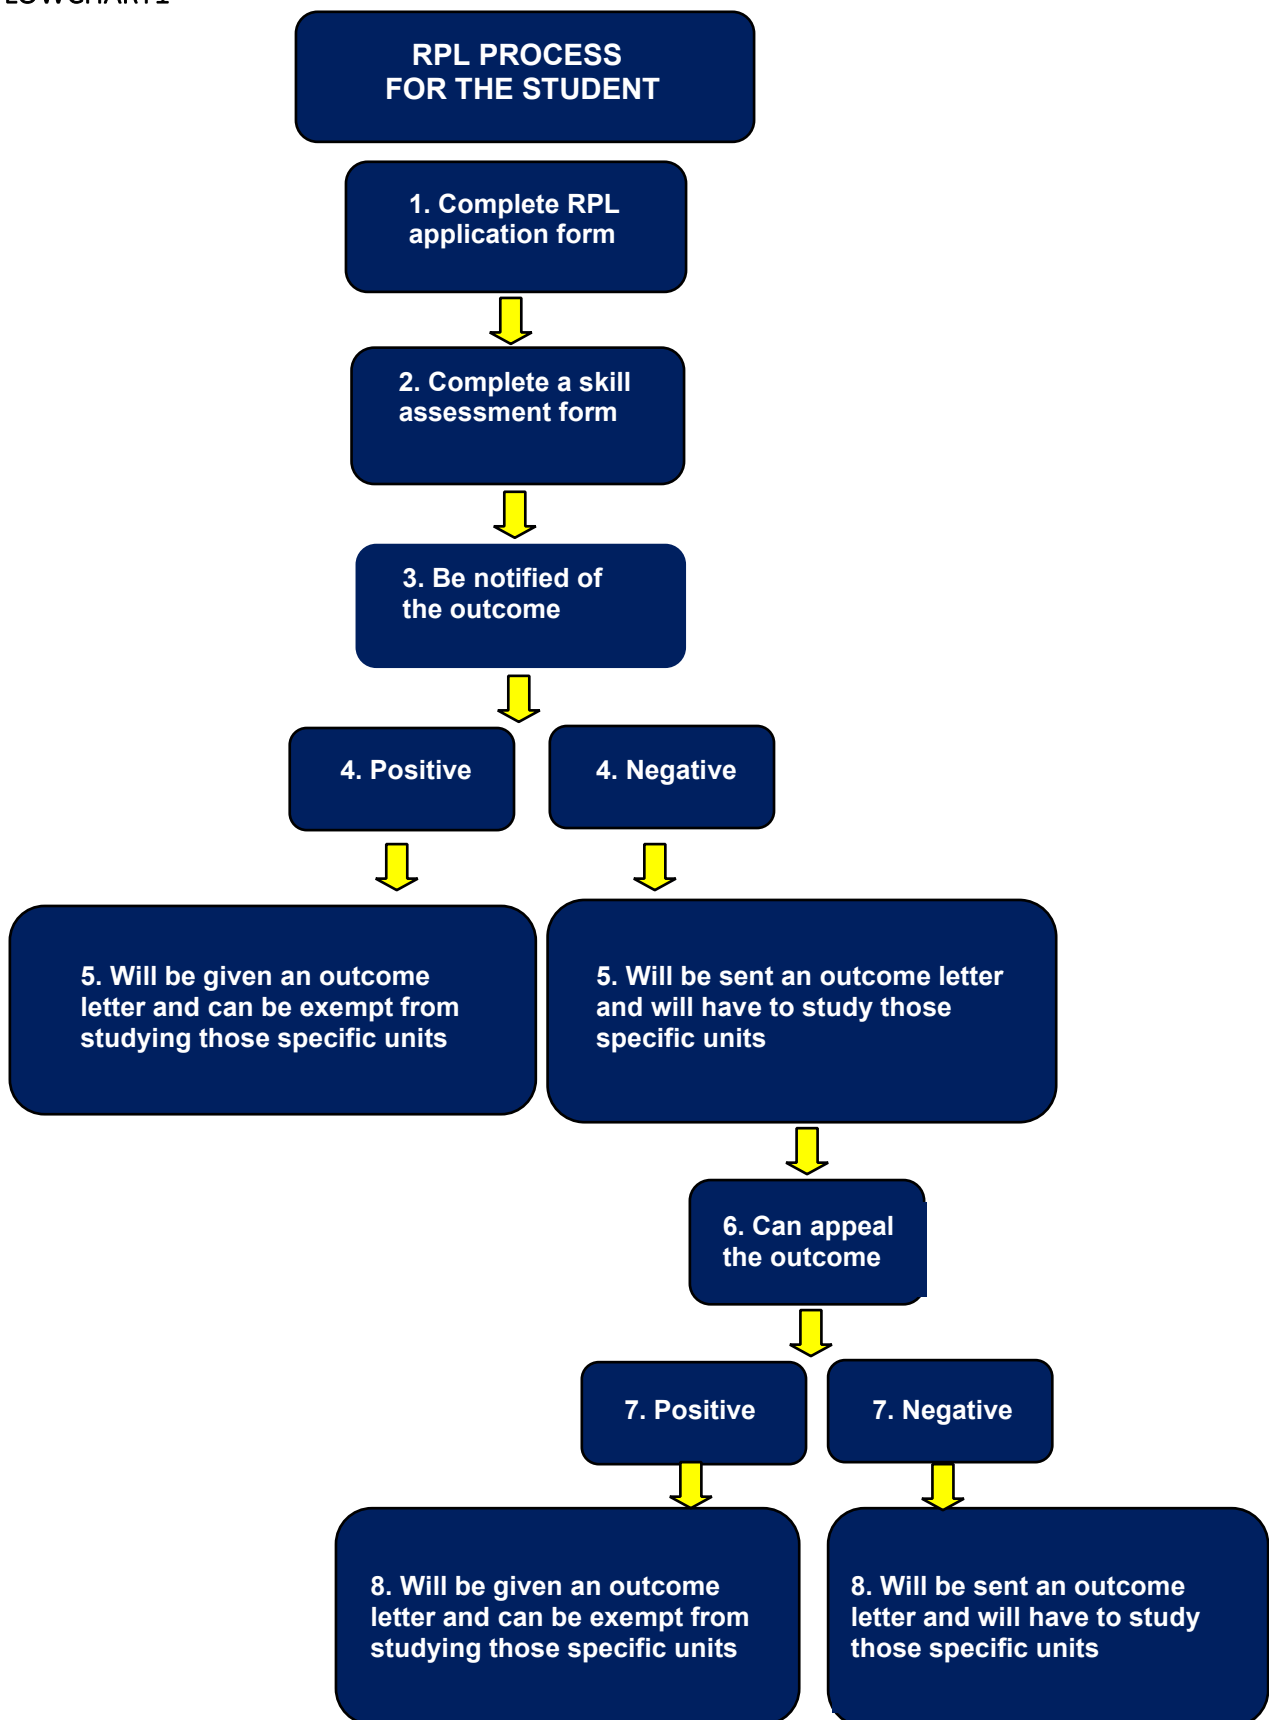 RPL PROCESS
FOR THE STUDENT
1. Complete RPL
application form
2. Complete a skill
assessment form
3. Be notified of
the outcome
4. Positive
4. Negative
5. Will be given an outcome
letter and can be exempt from
studying those specific units
5. Will be sent an outcome letter
and will have to study those
specific units
6. Can appeal
the outcome
7. Positive
7. Negative
8. Will be given an outcome
letter and can be exempt from
studying those specific units
8. Will be sent an outcome
letter and will have to study
those specific units